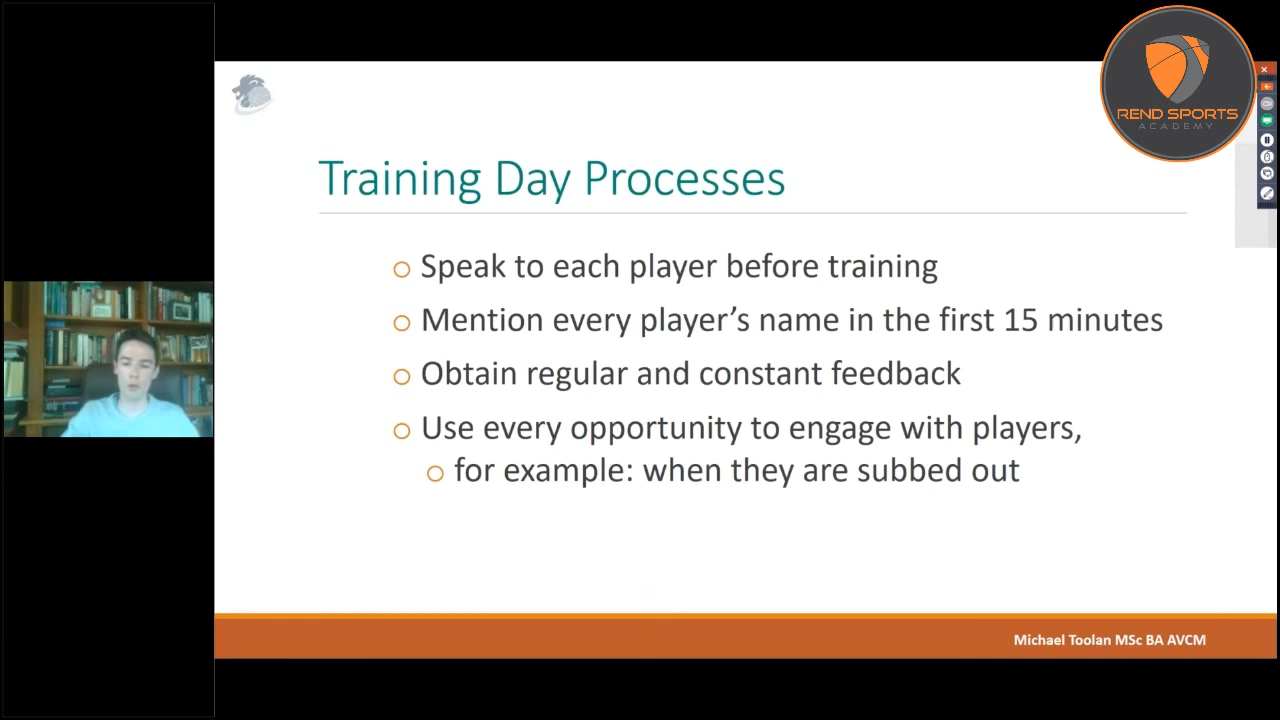 REND SPORTS
ACADEMY
Training Day Processes
Speak to each player before training
Mention every player’s name in the first 15 minutes
Obtain regular and constant feedback
Use every opportunity to engage with players,
for example: when they are subbed out
Michael Toolan MSc BA AVCM